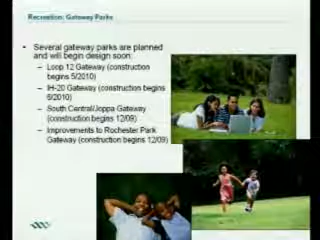 Recreation: Gateway Parks
• Several gateway parks are planned
and will begin design soon:
– Loop 12 Gateway (construction
begins 5/2010)
– IH-20 Gateway (construction begins
6/2010)
– South Central/Joppa Gateway
(construction begins 12/09)
– Improvements to Rochester Park
Gateway (construction begins 12/09)